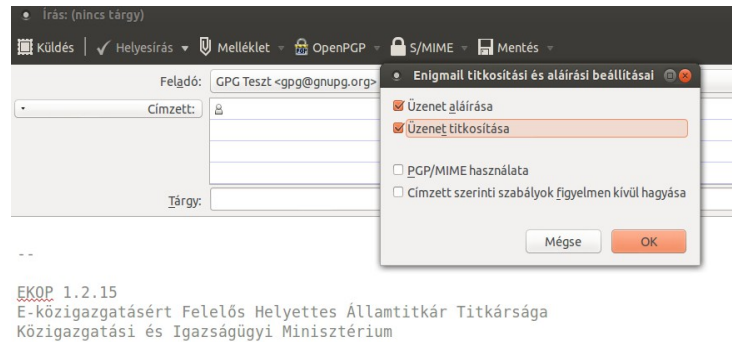 Írás: (nincs tárgy)
Küldés Helyesírás Melléklet OpenPGP S/MIME Mentés
Feladó: GPG Teszt <gpg@gnupg.org>
Címzett:
Tárgy:
Enigmail titkosítási és aláírási beállításai
Üzenet aláírása
Üzenet titkosítása
PGP/MIME használata
Címzett szerinti szabályok figyelmen kívül hagyása
Mégse OK
--
EKOP 1.2.15
E-közigazgatásért Felelős Helyettes Államtitkár Titkársága
Közigazgatási és Igazságügyi Minisztérium